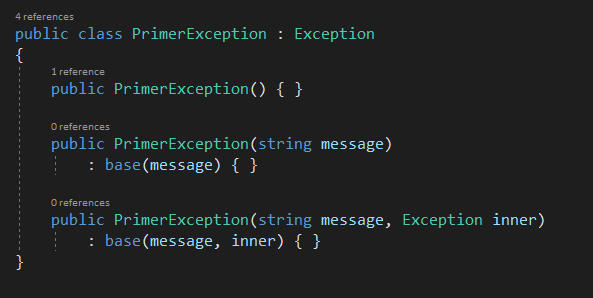 4 references
public class PrimerException : Exception
{
1 reference
public PrimerException() { }
0 references
public PrimerException(string message)
: base(message) { }
0 references
public PrimerException(string message, Exception inner)
: base(message, inner) { }
}